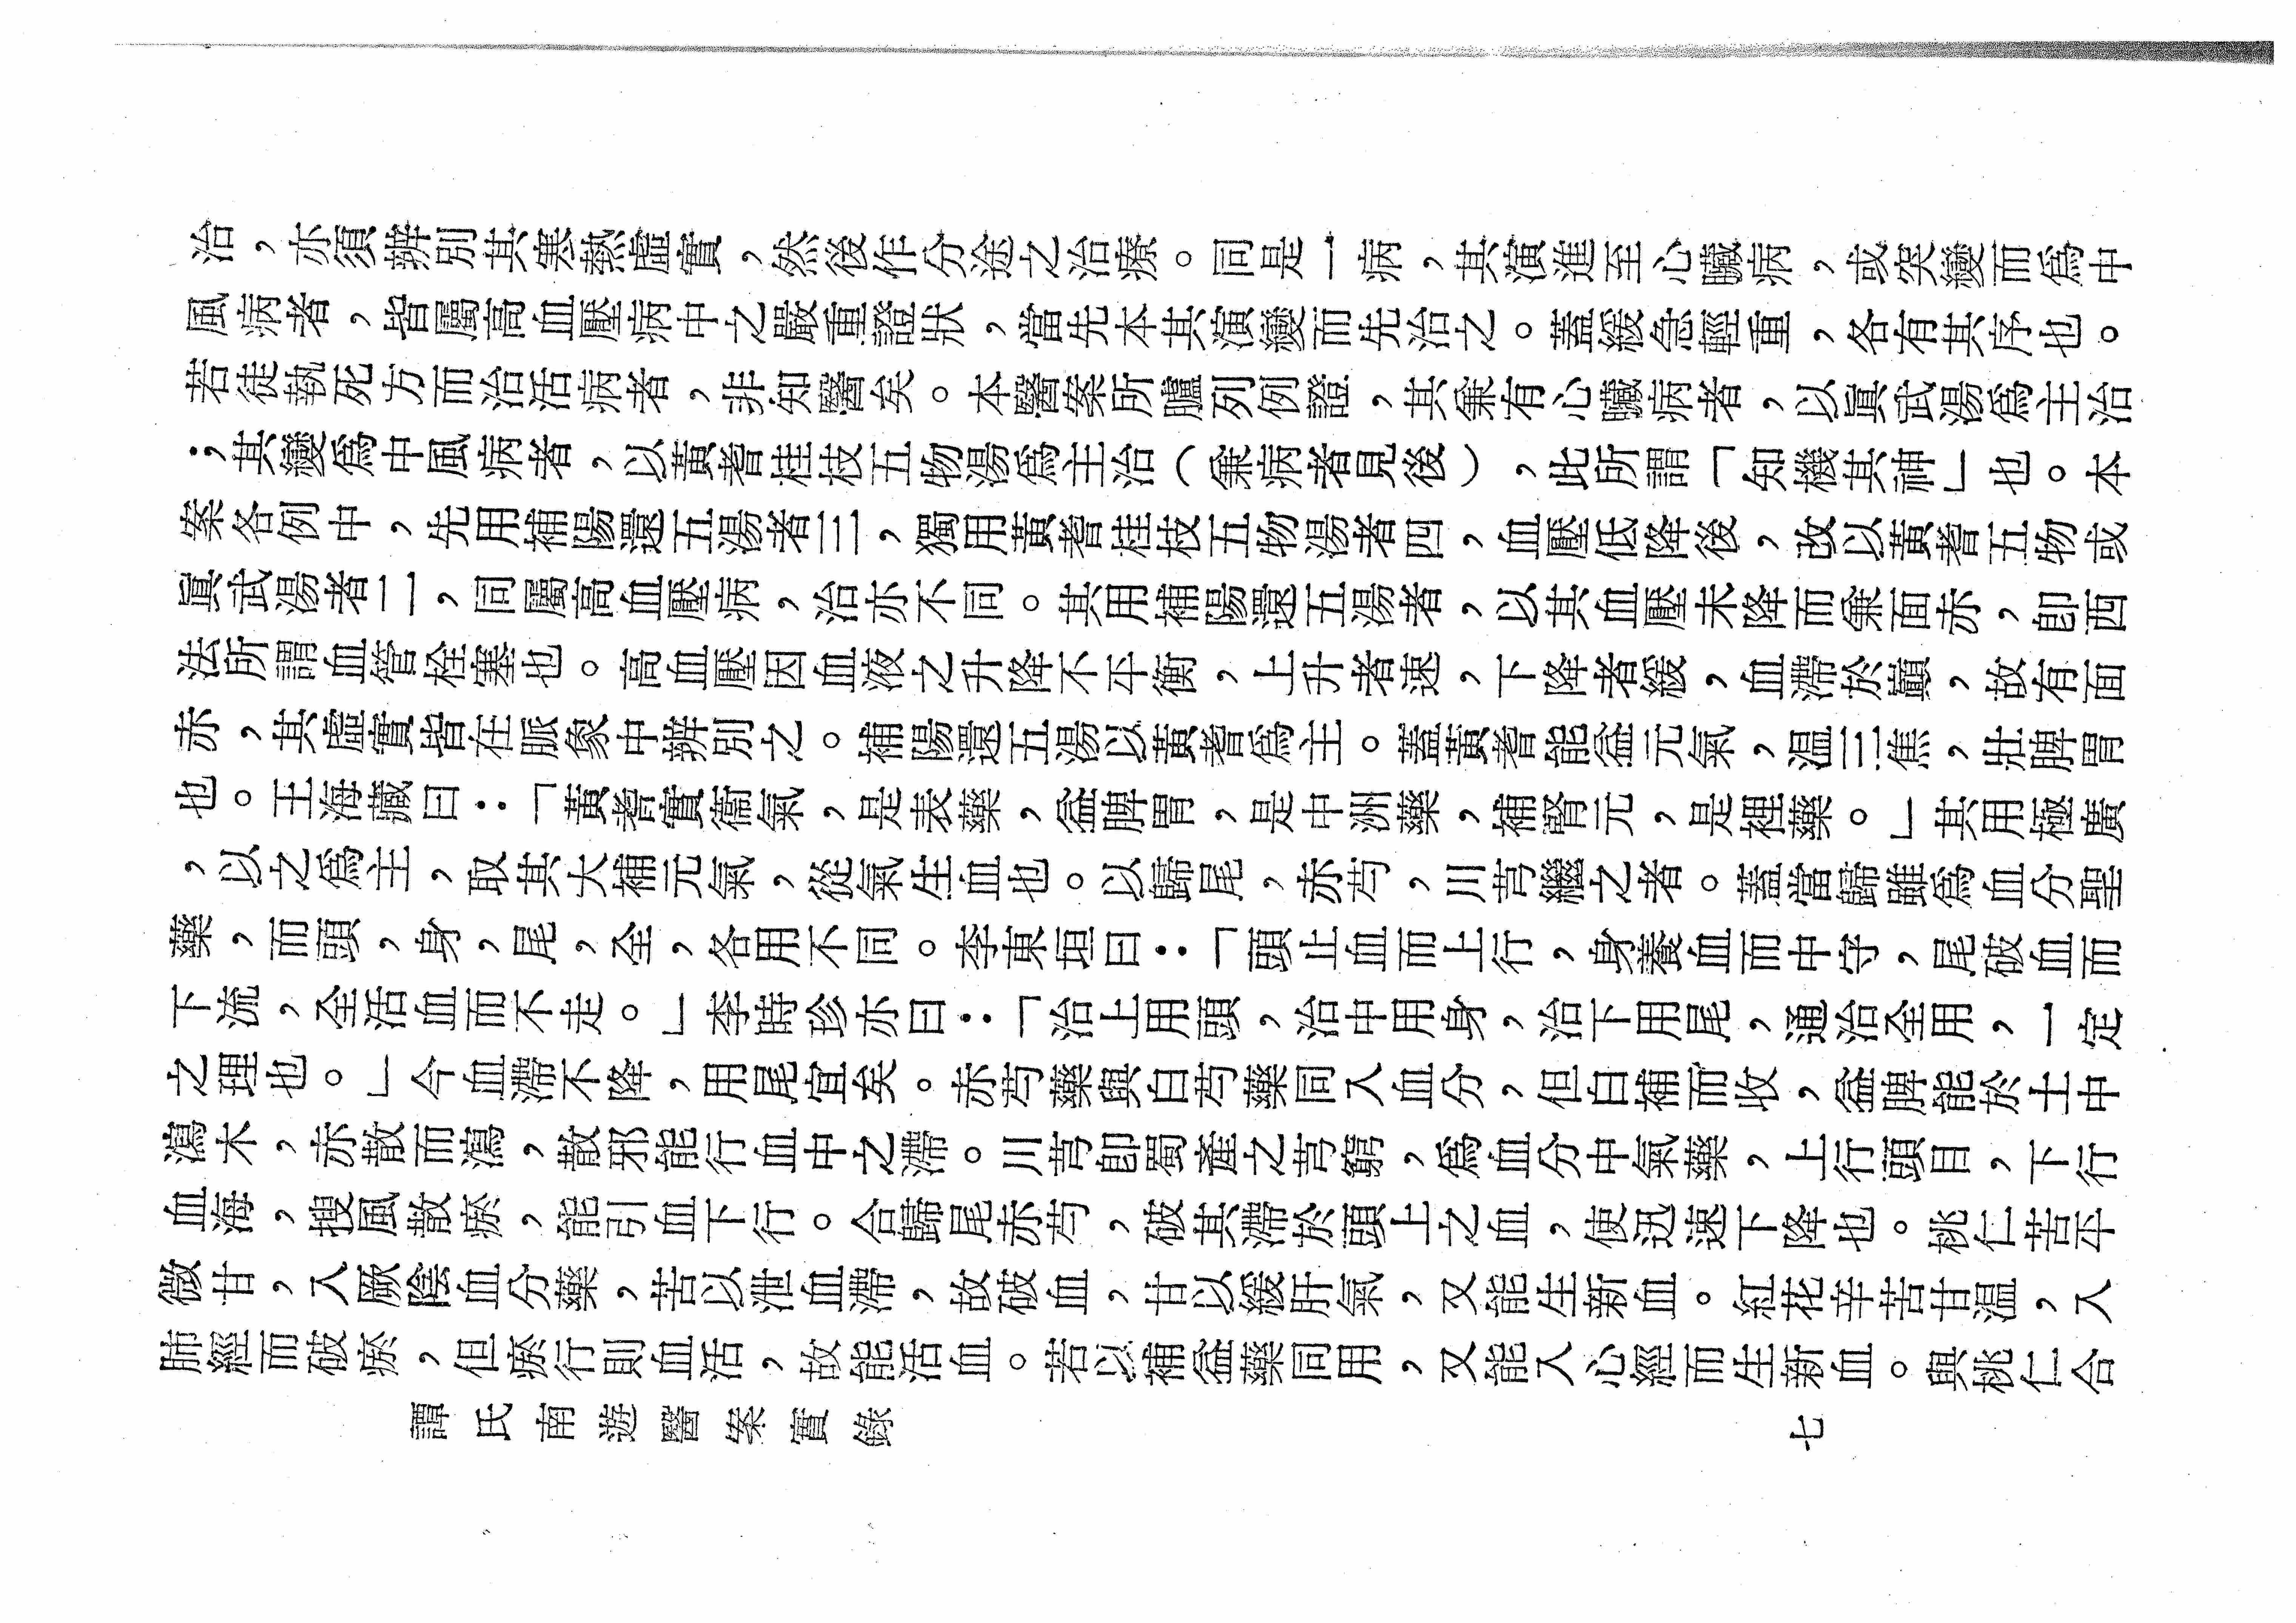 治，亦須辨別其寒熱虛實，然後作分途之治療。同是一病，其演進至心臟病，或突變而爲中
風病者，皆屬高血壓病中之嚴重證狀，當先本其演變而先治之。蓋緩急輕重，各有其序也。
若徒執死方而治活病者，非知醫矣。本醫案所臚列例證，其兼有心臟病者，以眞武湯爲主治
；其變爲中風病者，以黃耆桂枝五物湯爲主治（兼病者見後），此所謂「知機其神」也。本
案各例中，先用補陽還五湯者三，獨用黃耆桂枝五物湯者四，血壓低降後，改以黃耆五物或
眞武湯者二，同屬高血壓病，治亦不同。其用補陽還五湯者，以其血壓未降而兼面赤，卽西
法所謂血管栓塞也。高血壓因血液之升降不平衡，上升者速，下降者緩，血滯於巔，故有面
赤，其虛實皆在脈象中辨別之。補陽還五湯以黃耆爲主。蓋黃耆能益元氣，温三焦，壯脾胃
也。王海藏曰：「黃耆實衞氣，是表藥，益脾胃，是中洲藥，補腎元，是裡藥。」其用極廣
，以之爲主，取其大補元氣，從氣生血也。以歸尾，赤芍，川芎繼之者。蓋當歸雖爲血分聖
藥，而頭，身，尾，全，各用不同。李東垣曰：「頭止血而上行，身養血而中守，尾破血而
下流，全活血而不走。」李時珍亦曰：「治上用頭，治中用身，治下用尾，通治全用，一定
之理也。」今血滯不降，用尾宜矣。赤芍藥與白芍藥同入血分，但白補而收，益脾能於土中
瀉木，赤散而瀉，散邪能行血中之滯。川芎卽蜀產之芎藭，爲血分中氣藥，上行頭目，下行
血海，搜風散瘀，能引血下行。合歸尾赤芍，破其滯於頭上之血，使迅速下降也。桃仁苦平
微甘，入厥陰血分藥，苦以泄血滯，故破血，甘以緩肝氣，又能生新血。紅花辛苦甘温，入
肺經而破瘀，但瘀行則血活，故能活血。若以補益藥同用，又能入心經而生新血。與桃仁合
譚氏南遊醫案實錄
七